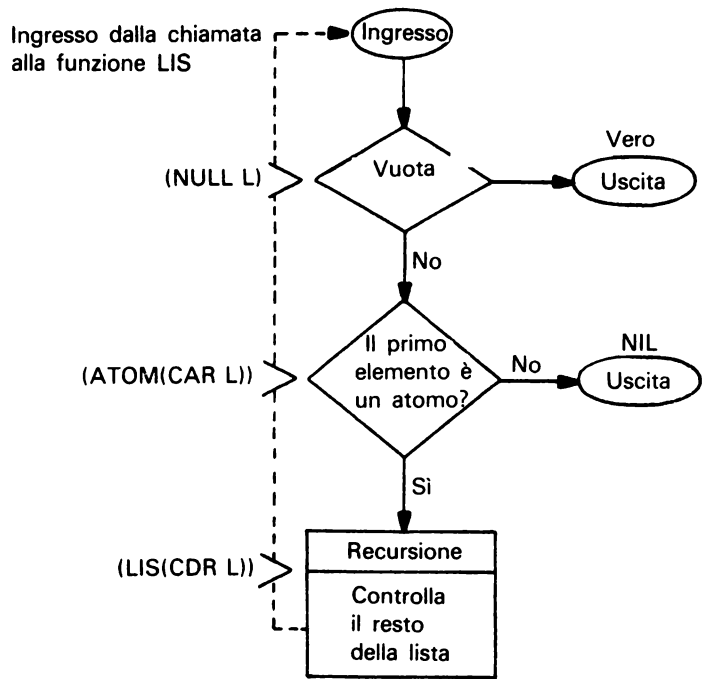 Ingresso dalla chiamata
alla funzione LIS
Ingresso
(NULL L)
Vuota
Vero
Uscita
No
(ATOM(CAR L))
Il primo
elemento è
un atomo?
No
NIL
Uscita
Sì
(LIS(CDR L))
Recursione
Controlla
il resto
della lista